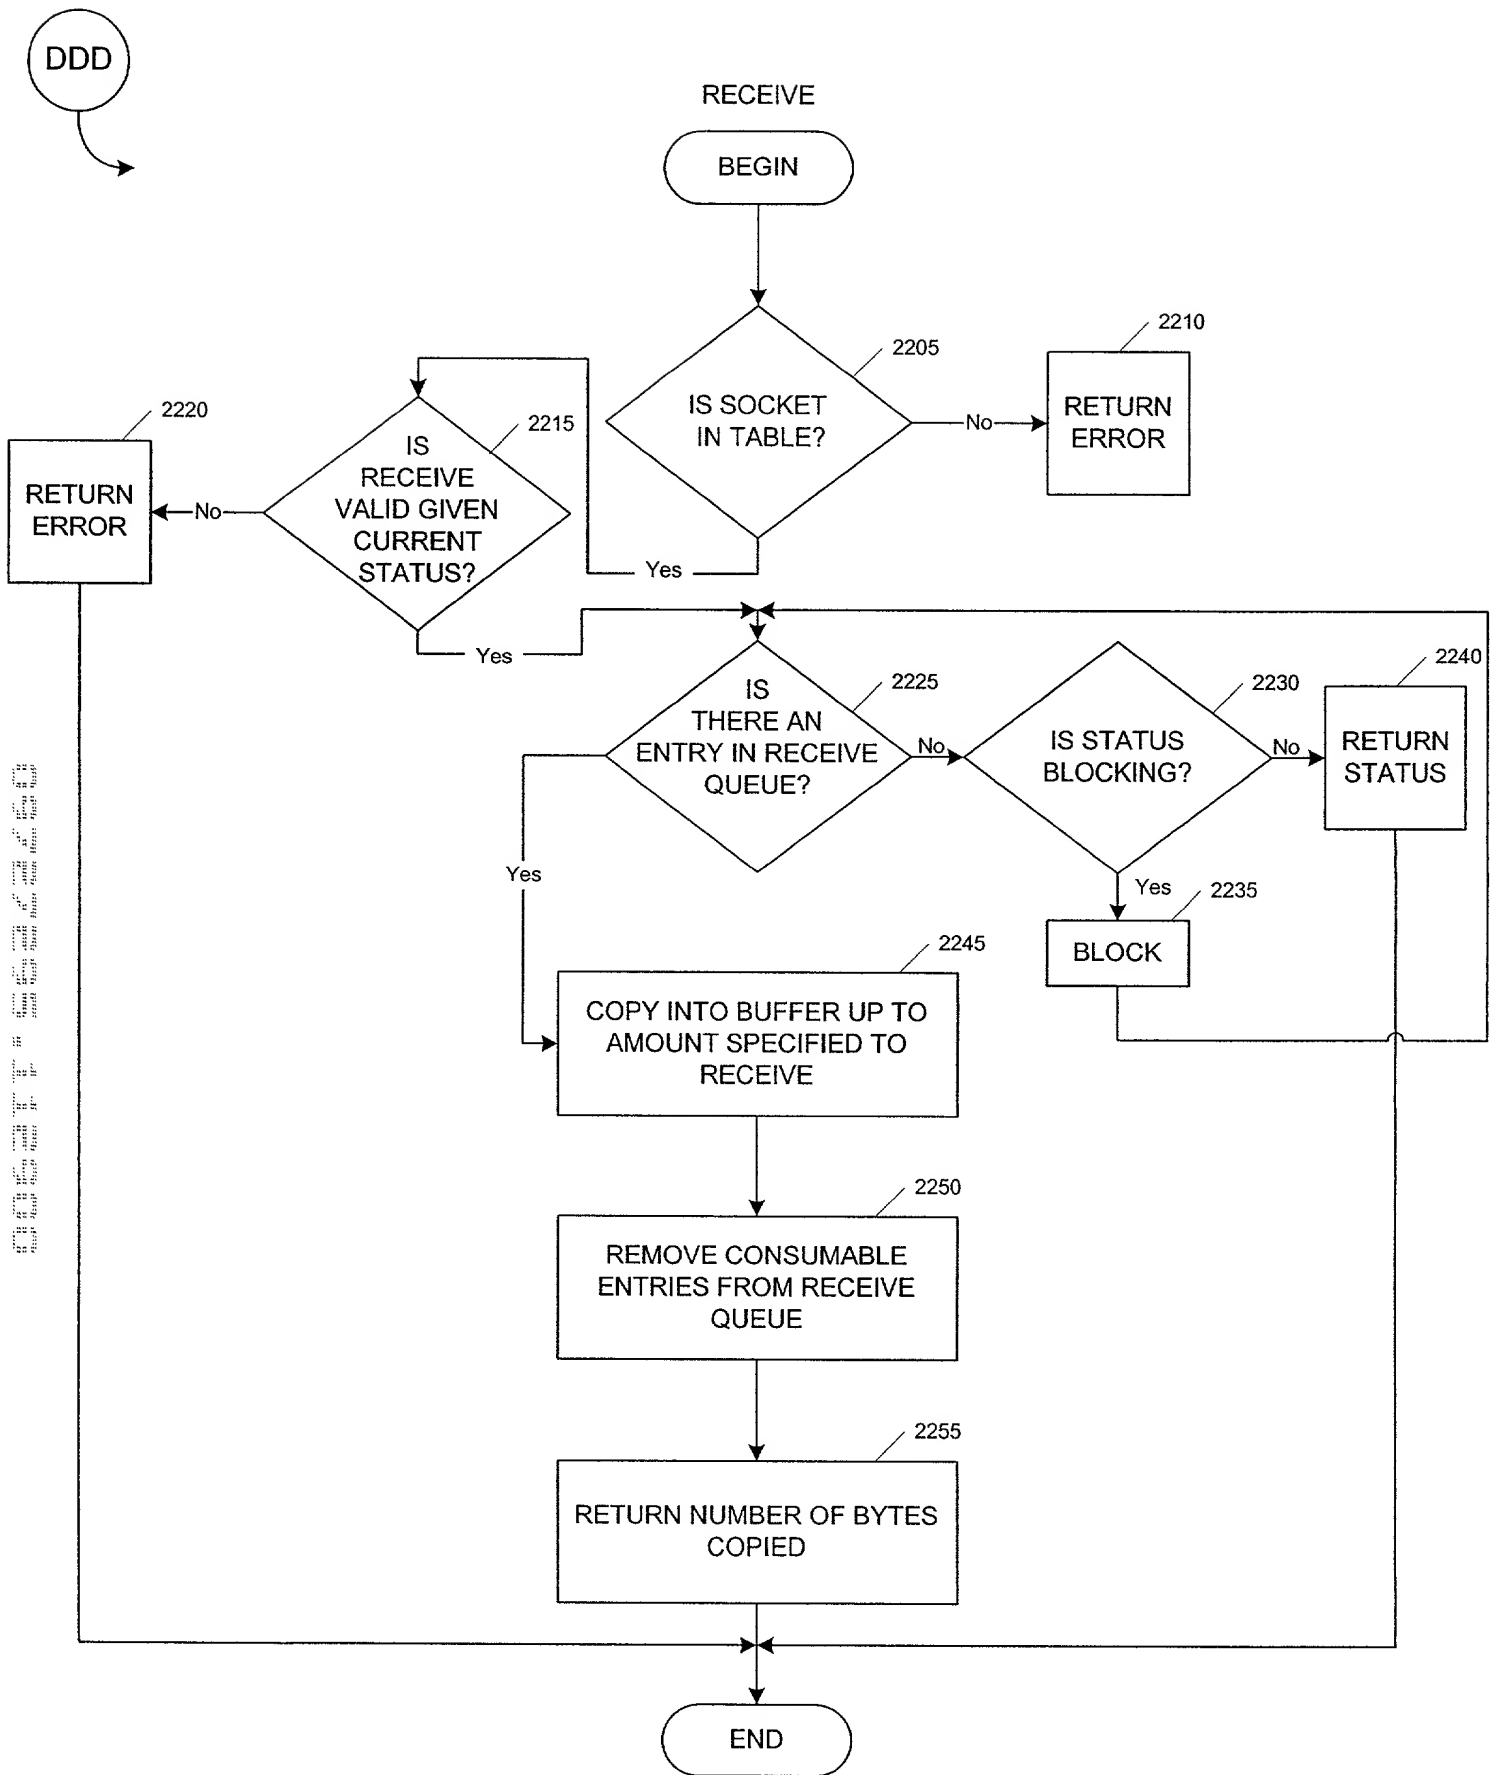 DDD
RECEIVE
BEGIN
2205
IS SOCKET
IN TABLE?
No
2210
RETURN
ERROR
Yes
2215
IS
RECEIVE
VALID GIVEN
CURRENT
STATUS?
No
2220
RETURN
ERROR
Yes
2225
IS
THERE AN
ENTRY IN RECEIVE
QUEUE?
No
2230
IS STATUS
BLOCKING?
No
2240
RETURN
STATUS
Yes
2235
BLOCK
Yes
2245
COPY INTO BUFFER UP TO
AMOUNT SPECIFIED TO
RECEIVE
2250
REMOVE CONSUMABLE
ENTRIES FROM RECEIVE
QUEUE
2255
RETURN NUMBER OF BYTES
COPIED
END